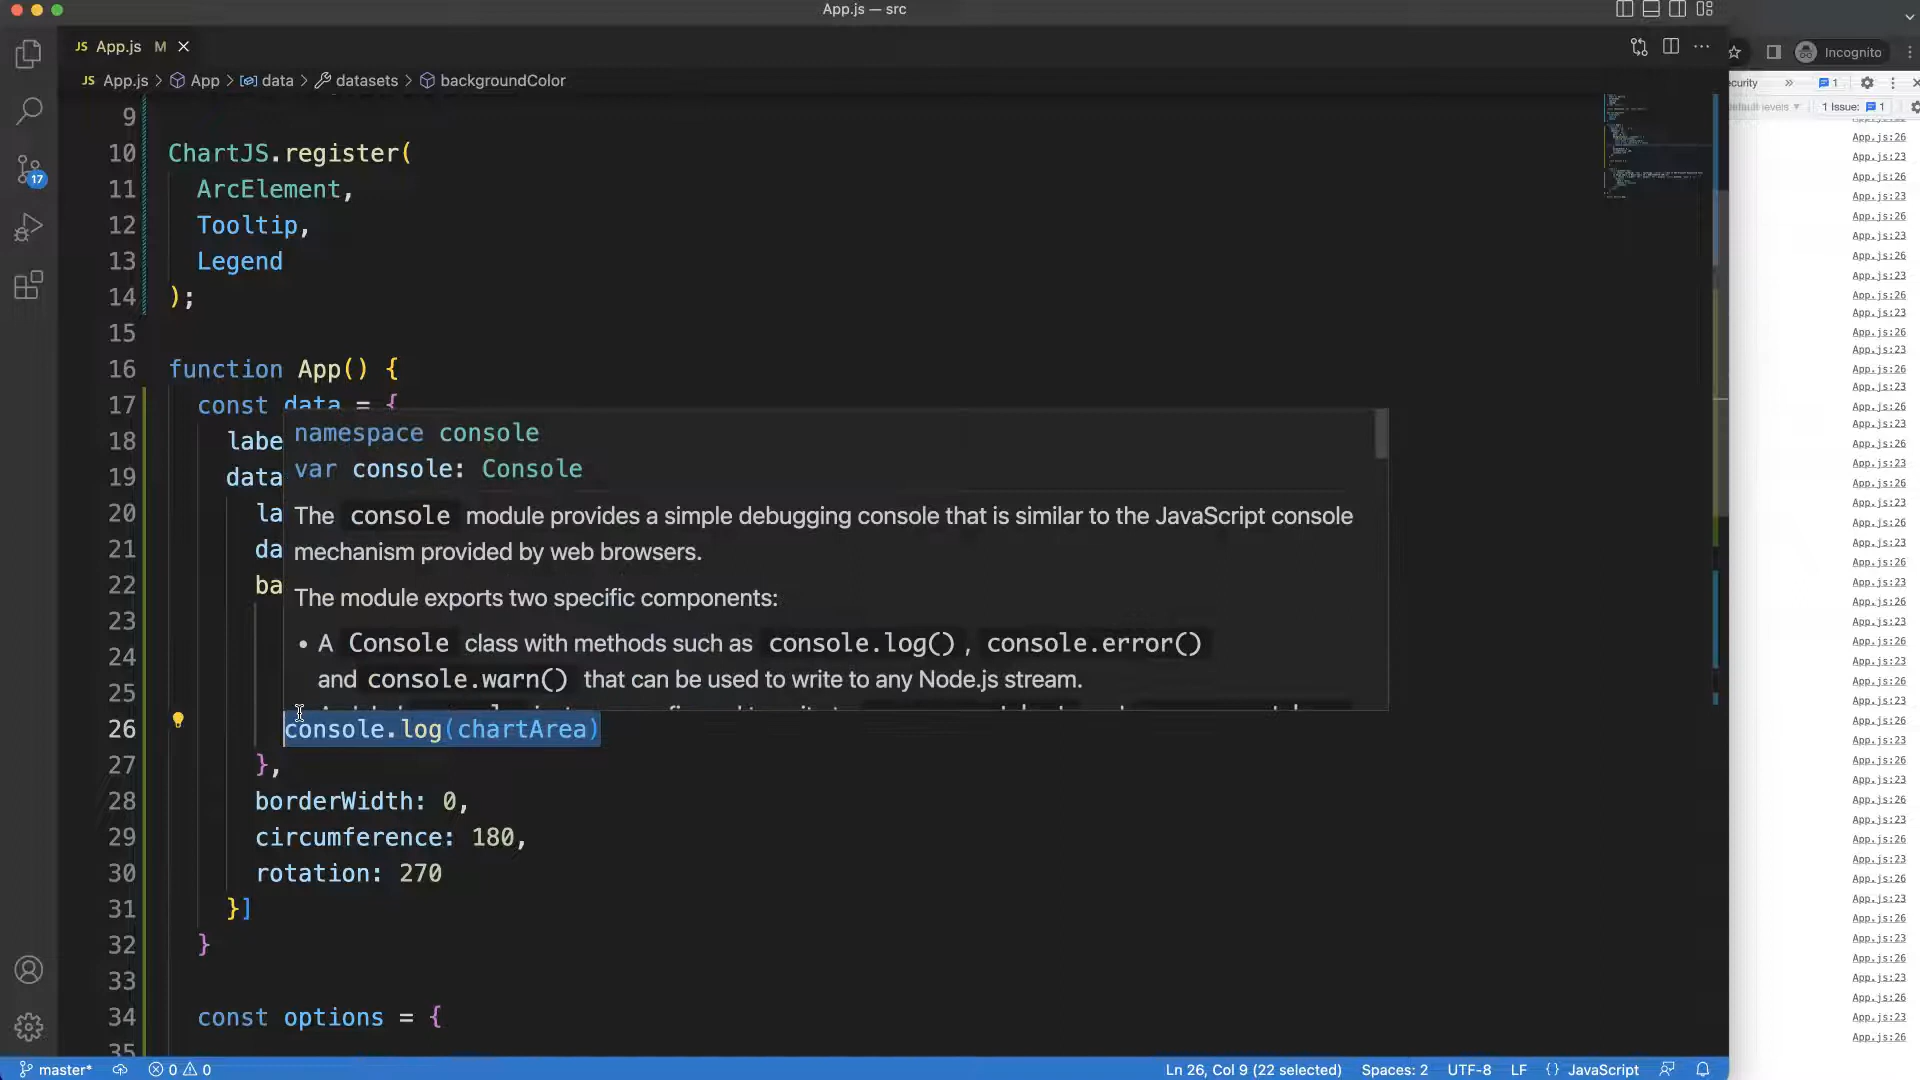 App.js — src
JS App.js M
Incognito
JS App.js > App > data > datasets > backgroundColor
curity » 1
efault levels 1 Issue: 1
9
10 ChartJS.register(
11 ArcElement,
12 Tooltip,
13 Legend
14 );
15
16 function App() {
17 const data = {
18 labe
19 data
20 la
21 da
22 ba
23
24
25
26 console.log(chartArea)
27 },
28 borderWidth: 0,
29 circumference: 180,
30 rotation: 270
31 }]
32 }
33
34 const options = {
35
namespace console
var console: Console
The console module provides a simple debugging console that is similar to the JavaScript console
mechanism provided by web browsers.
The module exports two specific components:
• A Console class with methods such as console.log(), console.error()
and console.warn() that can be used to write to any Node.js stream.
17
App.js:26
App.js:23
App.js:26
App.js:23
App.js:26
App.js:23
App.js:26
App.js:23
App.js:26
App.js:23
App.js:26
App.js:23
App.js:26
App.js:23
App.js:26
App.js:23
App.js:26
App.js:23
App.js:26
App.js:23
App.js:26
App.js:23
App.js:26
App.js:23
App.js:26
App.js:23
App.js:26
App.js:23
App.js:26
App.js:23
App.js:26
App.js:23
App.js:26
App.js:23
App.js:26
App.js:23
App.js:26
App.js:23
App.js:26
App.js:23
App.js:26
App.js:23
App.js:26
App.js:23
App.js:26
App.js:23
App.js:26
master* 0 0 Ln 26, Col 9 (22 selected) Spaces: 2 UTF-8 LF {} JavaScript